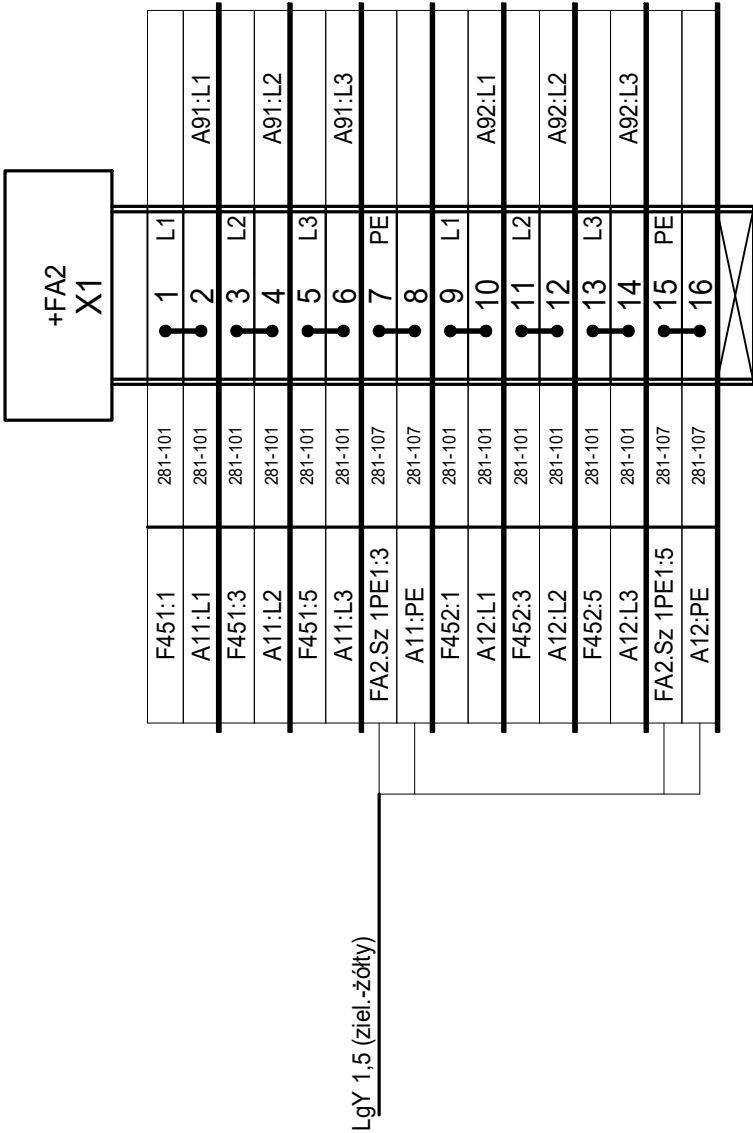 +FA2
X1
F451:1 281-101 1 L1
A11:L1 281-101 2 A91:L1
F451:3 281-101 3 L2
A11:L2 281-101 4 A91:L2
F451:5 281-101 5 L3
A11:L3 281-101 6 A91:L3
FA2.Sz 1PE1:3 281-107 7 PE
A11:PE 281-107 8
F452:1 281-101 9 L1
A12:L1 281-101 10 A92:L1
F452:3 281-101 11 L2
A12:L2 281-101 12 A92:L2
F452:5 281-101 13 L3
A12:L3 281-101 14 A92:L3
FA2.Sz 1PE1:5 281-107 15 PE
A12:PE 281-107 16
LgY 1,5 (ziel.-żółty)